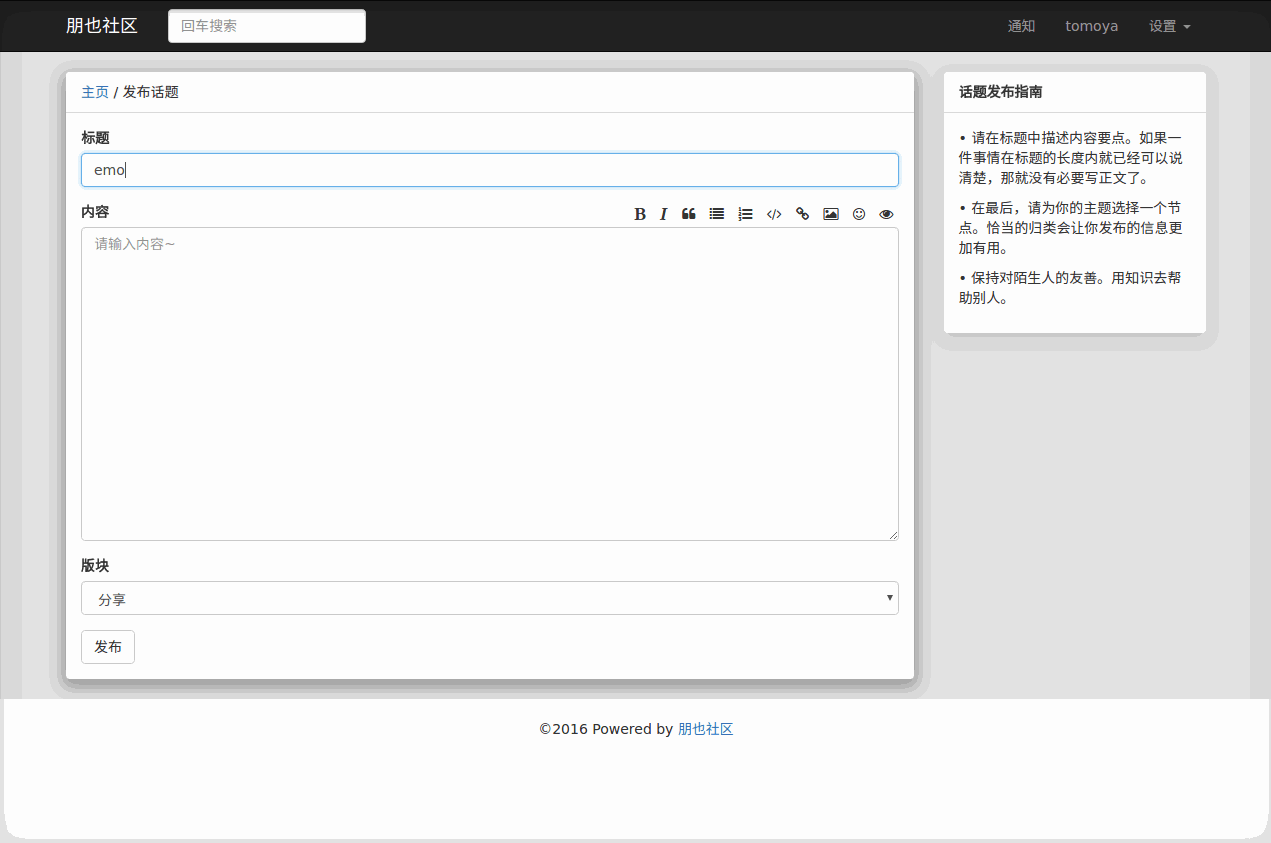 朋也社区
回车搜索
通知
tomoya
设置
主页 / 发布话题
标题
emo
内容
请输入内容~
版块
分享
发布
话题发布指南
• 请在标题中描述内容要点。如果一
件事情在标题的长度内就已经可以说
清楚，那就没有必要写正文了。
• 在最后，请为你的主题选择一个节
点。恰当的归类会让你发布的信息更
加有用。
• 保持对陌生人的友善。用知识去帮
助别人。
©2016 Powered by 朋也社区